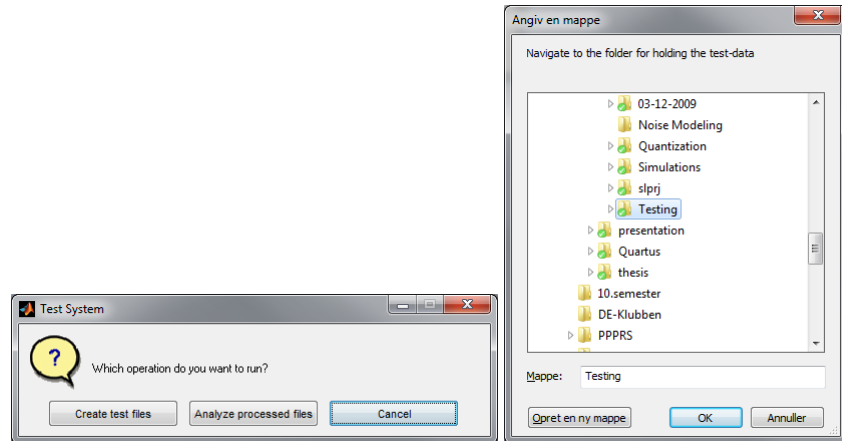 Test System
Which operation do you want to run?
Create test files
Analyze processed files
Cancel
Angiv en mappe
Navigate to the folder for holding the test-data
03-12-2009
Noise Modeling
Quantization
Simulations
slprj
Testing
presentation
Quartus
thesis
10.semester
DE-Klubben
PPPRS
Mappe: Testing
Opret en ny mappe
OK
Annuller